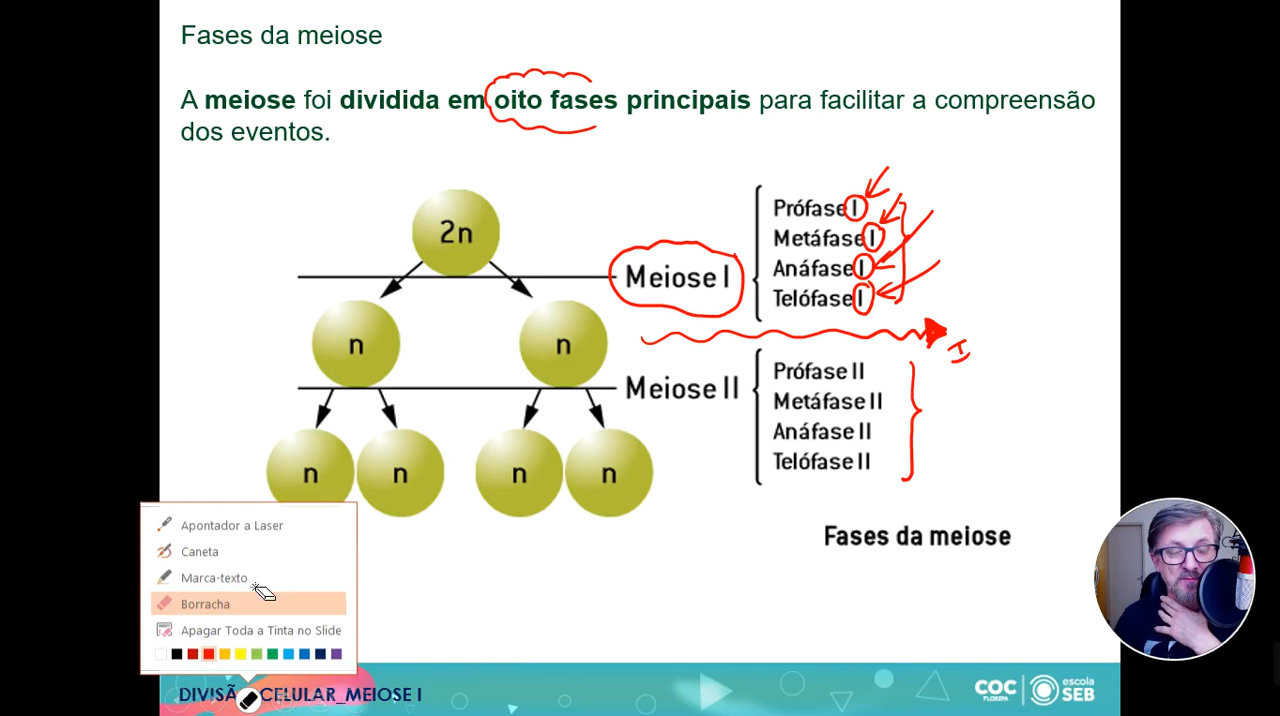 Fases da meiose
A meiose foi dividida em oito fases principais para facilitar a compreensão
dos eventos.
2n
Meiose I
Prófase I
Metáfase I
Anáfase I
Telófase I
n
n
I
Meiose II
Prófase II
Metáfase II
Anáfase II
Telófase II
n
n
n
n
Fases da meiose
Apontador a Laser
Caneta
Marca-texto
Borracha
Apagar Toda a Tinta no Slide
DIVISÃ CELULAR_MEIOSE I
COC
FLORIPA
escola
SEB